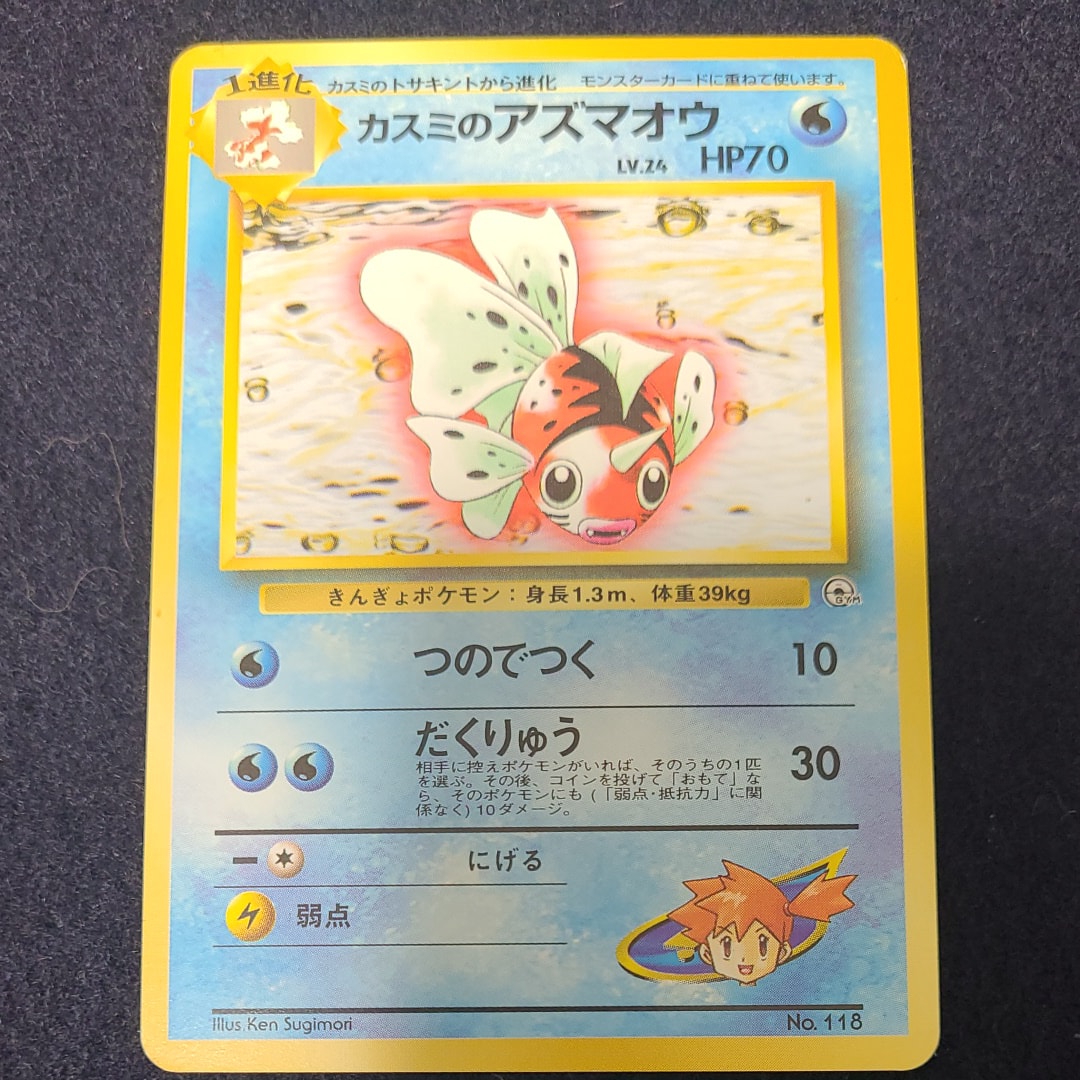 1進化 カスミのトサキントから進化 モンスターカードに重ねて使います。
カスミのアズマオウ
LV.24 HP70
きんぎょポケモン：身長1.3m、体重39kg
GYM
つのでつく 10
だくりゅう 30
相手に控えポケモンがいれば、そのうちの1匹
を選ぶ。その後、コインを投げて「おもて」な
ら、そのポケモンにも (「弱点・抵抗力」に関
係なく) 10ダメージ。
ー にげる
弱点
Illus. Ken Sugimori No. 118